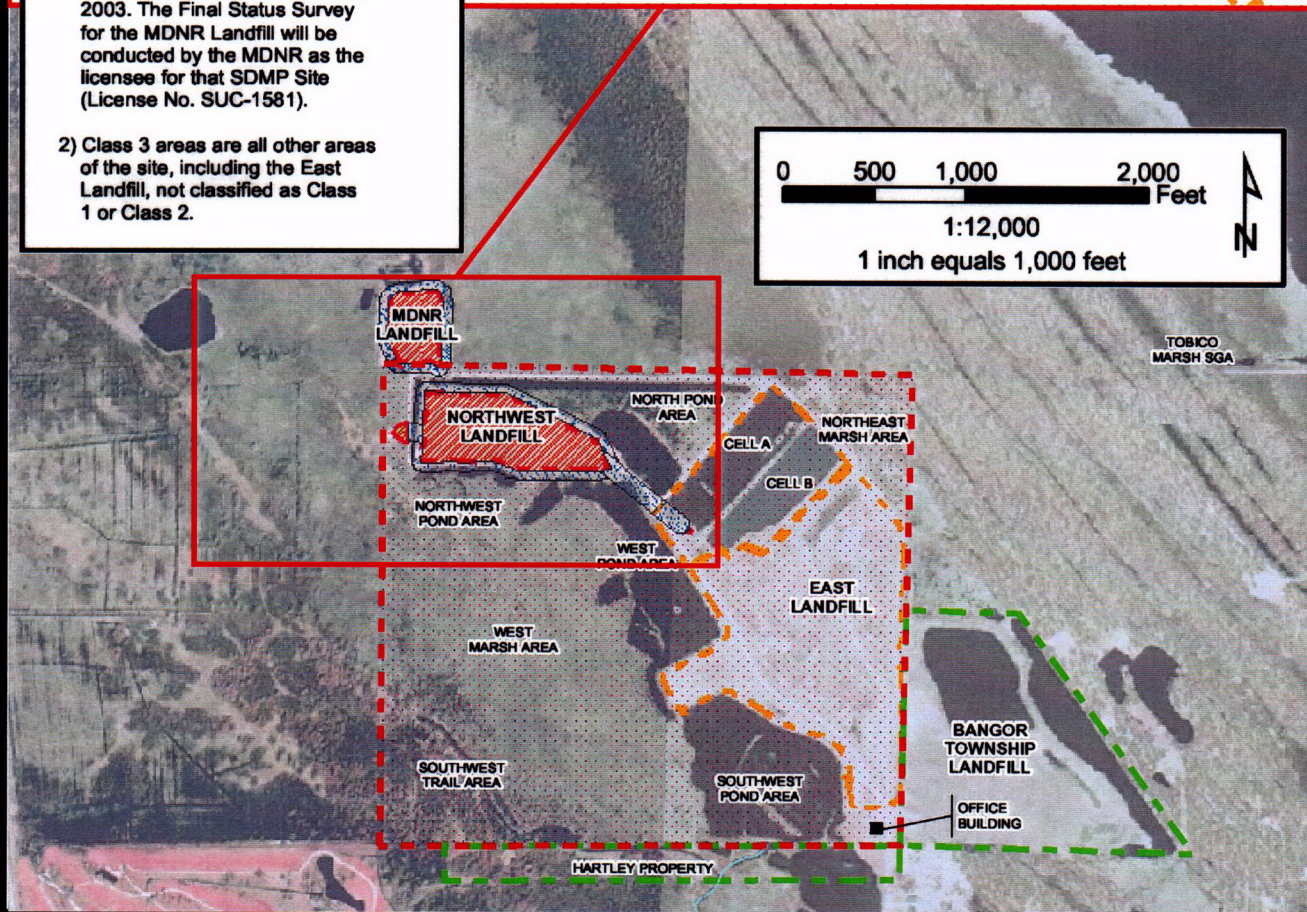 2003. The Final Status Survey
for the MDNR Landfill will be
conducted by the MDNR as the
licensee for that SDMP Site
(License No. SUC-1581).
2) Class 3 areas are all other areas
of the site, including the East
Landfill, not classified as Class
1 or Class 2.
0 500 1,000 2,000
Feet
1:12,000
1 inch equals 1,000 feet
N
MDNR
LANDFILL
TOBICO
MARSH SGA
NORTHWEST
LANDFILL
NORTH POND
AREA
NORTHEAST
MARSH AREA
CELL A
CELL B
NORTHWEST
POND AREA
WEST
POND AREA
EAST
LANDFILL
WEST
MARSH AREA
BANGOR
TOWNSHIP
LANDFILL
SOUTHWEST
TRAIL AREA
SOUTHWEST
POND AREA
OFFICE
BUILDING
HARTLEY PROPERTY